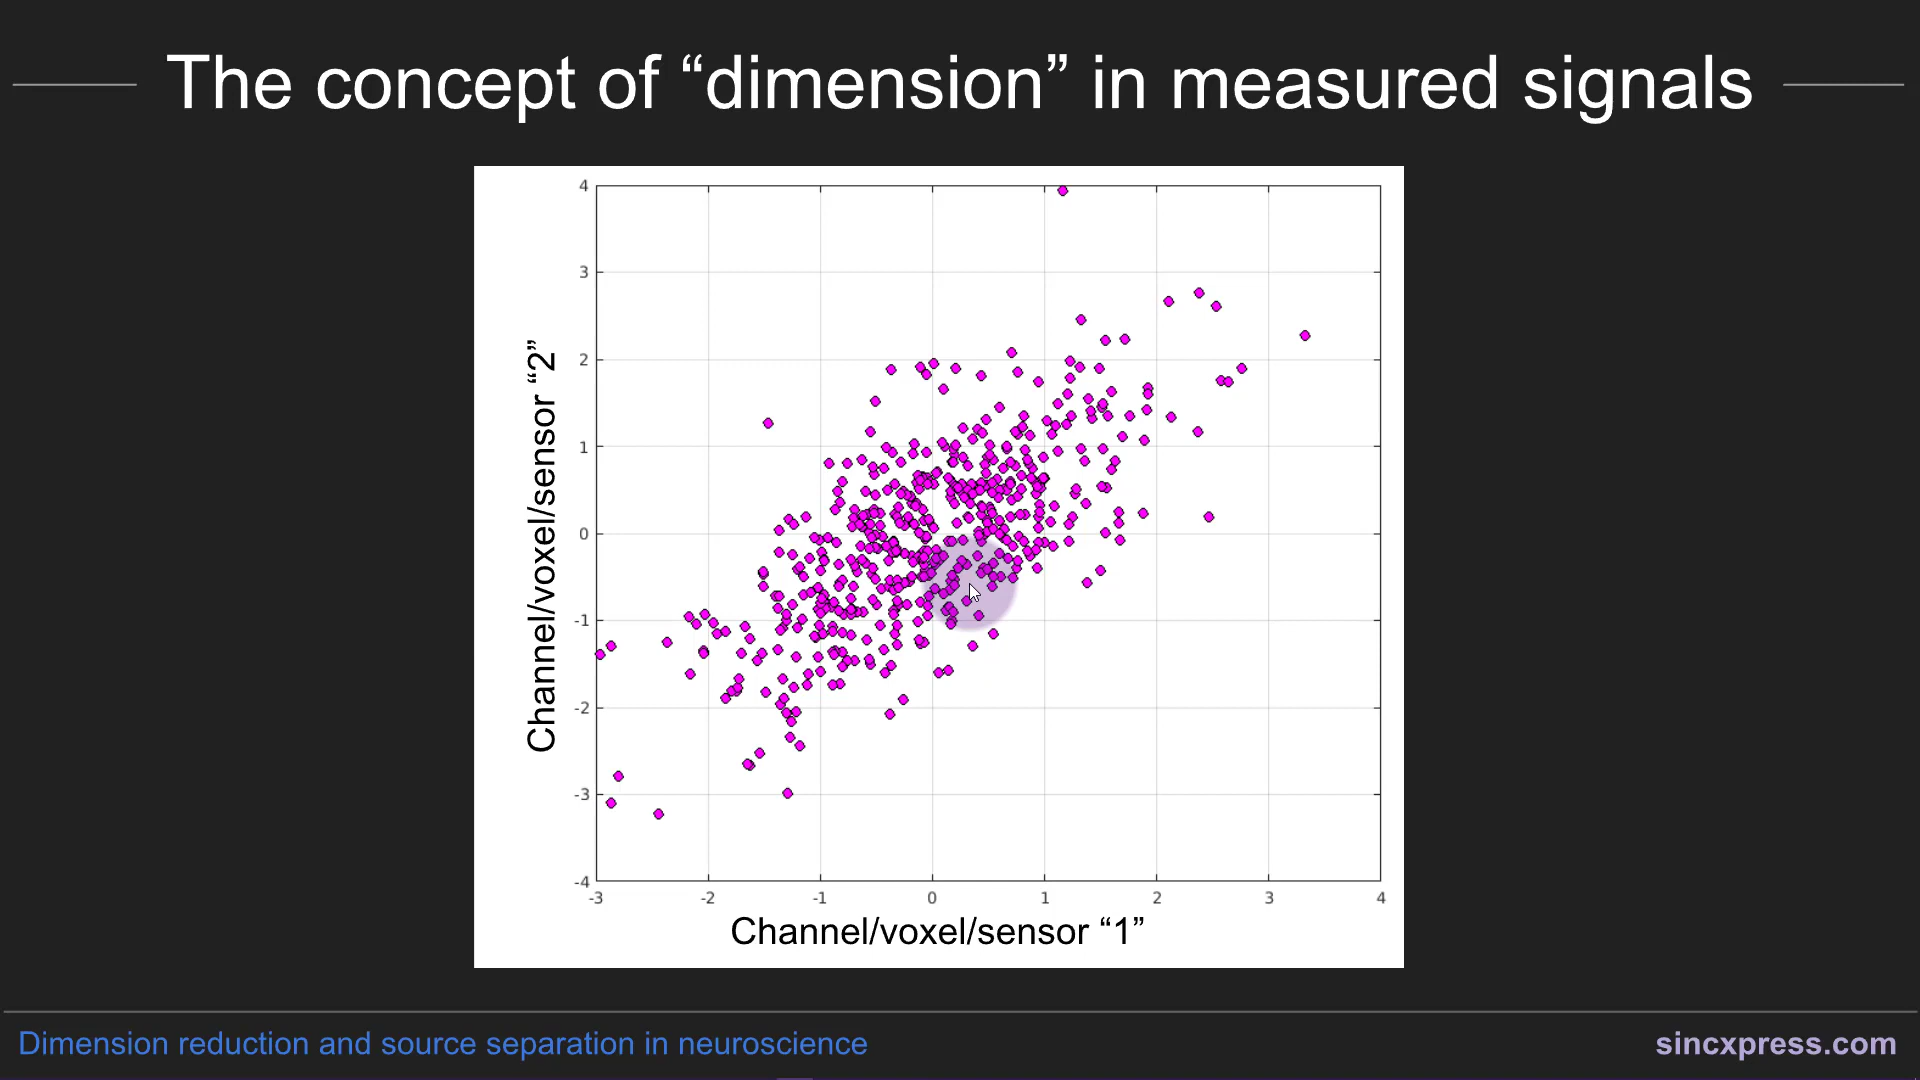 The concept of “dimension” in measured signals
4
3
2
1
0
-1
-2
-3
-4
Channel/voxel/sensor “2”
-3 -2 -1 0 1 2 3 4
Channel/voxel/sensor “1”
Dimension reduction and source separation in neuroscience
sincxpress.com